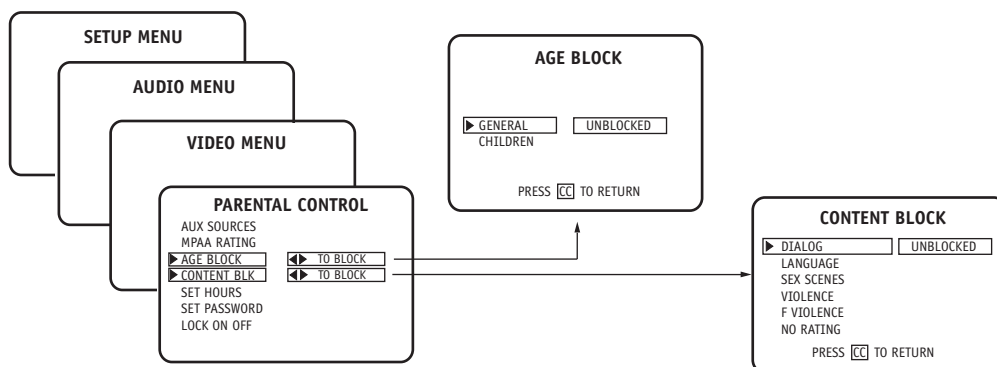 SETUP MENU
AUDIO MENU
VIDEO MENU
PARENTAL CONTROL
AUX SOURCES
MPAA RATING
AGE BLOCK TO BLOCK
CONTENT BLK TO BLOCK
SET HOURS
SET PASSWORD
LOCK ON OFF
AGE BLOCK
GENERAL UNBLOCKED
CHILDREN
PRESS CC TO RETURN
CONTENT BLOCK
DIALOG UNBLOCKED
LANGUAGE
SEX SCENES
VIOLENCE
F VIOLENCE
NO RATING
PRESS CC TO RETURN